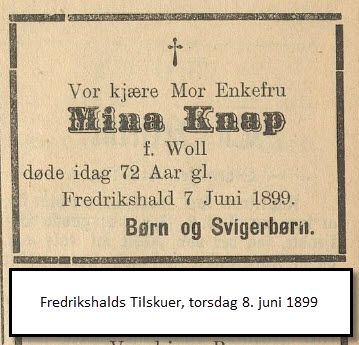 †
Vor kjære Mor Enkefru
Mina Knap
f. Woll
døde idag 72 Aar gl.
Fredrikshald 7 Juni 1899.
Børn og Svigerbørn.
Fredrikshalds Tilskuer, torsdag 8. juni 1899